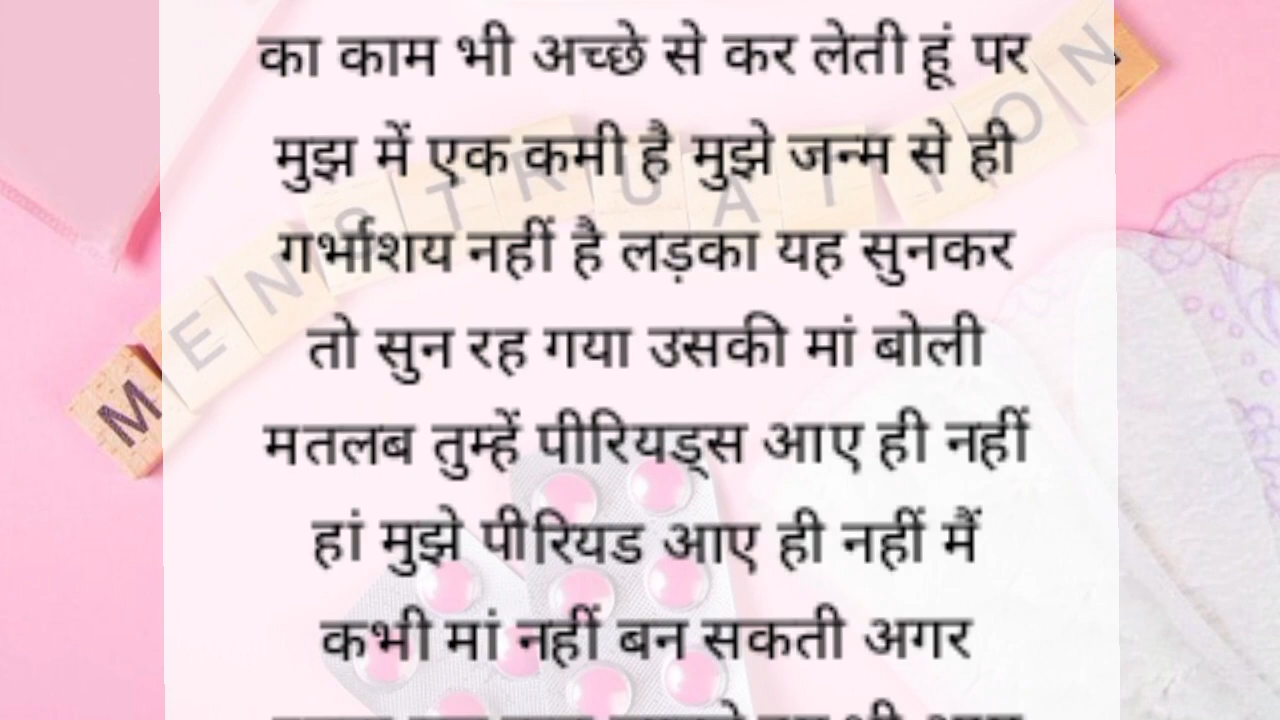 का काम भी अच्छे से कर लेती हूं पर
मुझ में एक कमी है मुझे जन्म से ही
गर्भाशय नहीं है लड़का यह सुनकर
तो सुन रह गया उसकी मां बोली
मतलब तुम्हें पीरियड्स आए ही नहीं
हां मुझे पीरियड आए ही नहीं मैं
कभी मां नहीं बन सकती अगर
MENSTRUATION